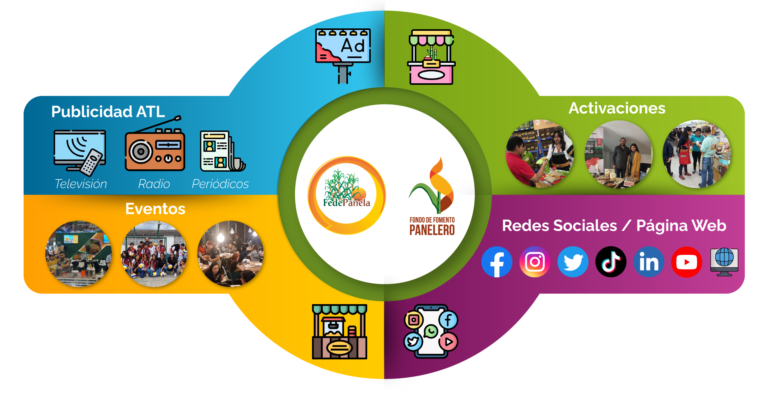 Ad
Publicidad ATL
Televisión
Radio
Periódicos
Activaciones
FedePanela
FONDO DE FOMENTO
PANELERO
Eventos
Redes Sociales / Página Web